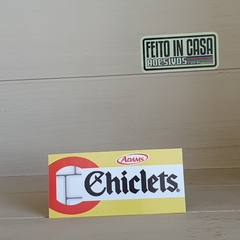 FEITO IN CASA
ADESIVOS
ADAMS
Chiclets.